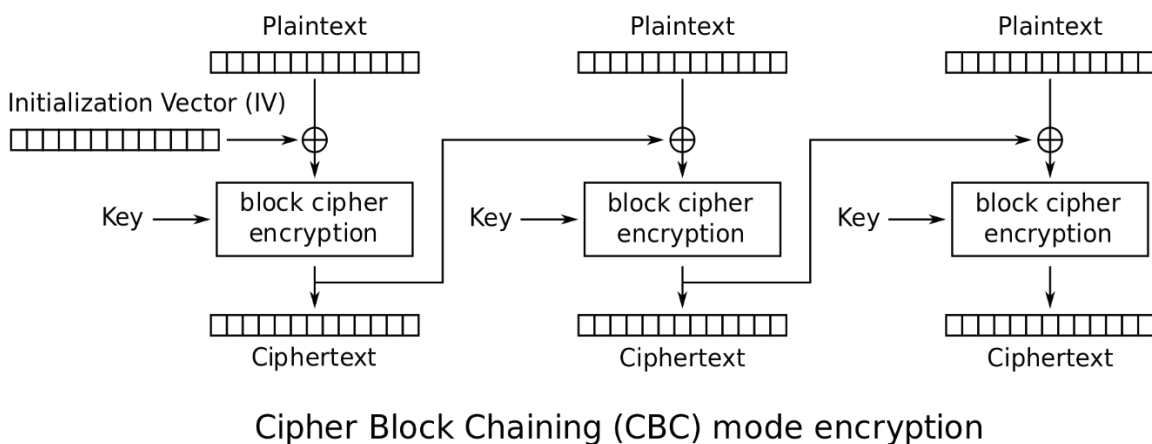 Plaintext
Plaintext
Plaintext
Initialization Vector (IV)
Key
block cipher
encryption
Key
block cipher
encryption
Key
block cipher
encryption
Ciphertext
Ciphertext
Ciphertext
Cipher Block Chaining (CBC) mode encryption